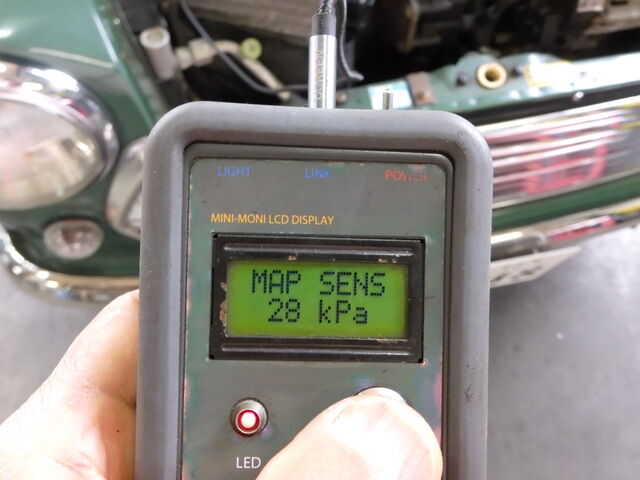 LIGHT LINK POWER
MINI-MONI LCD DISPLAY
MAP SENS
28 kPa
LED